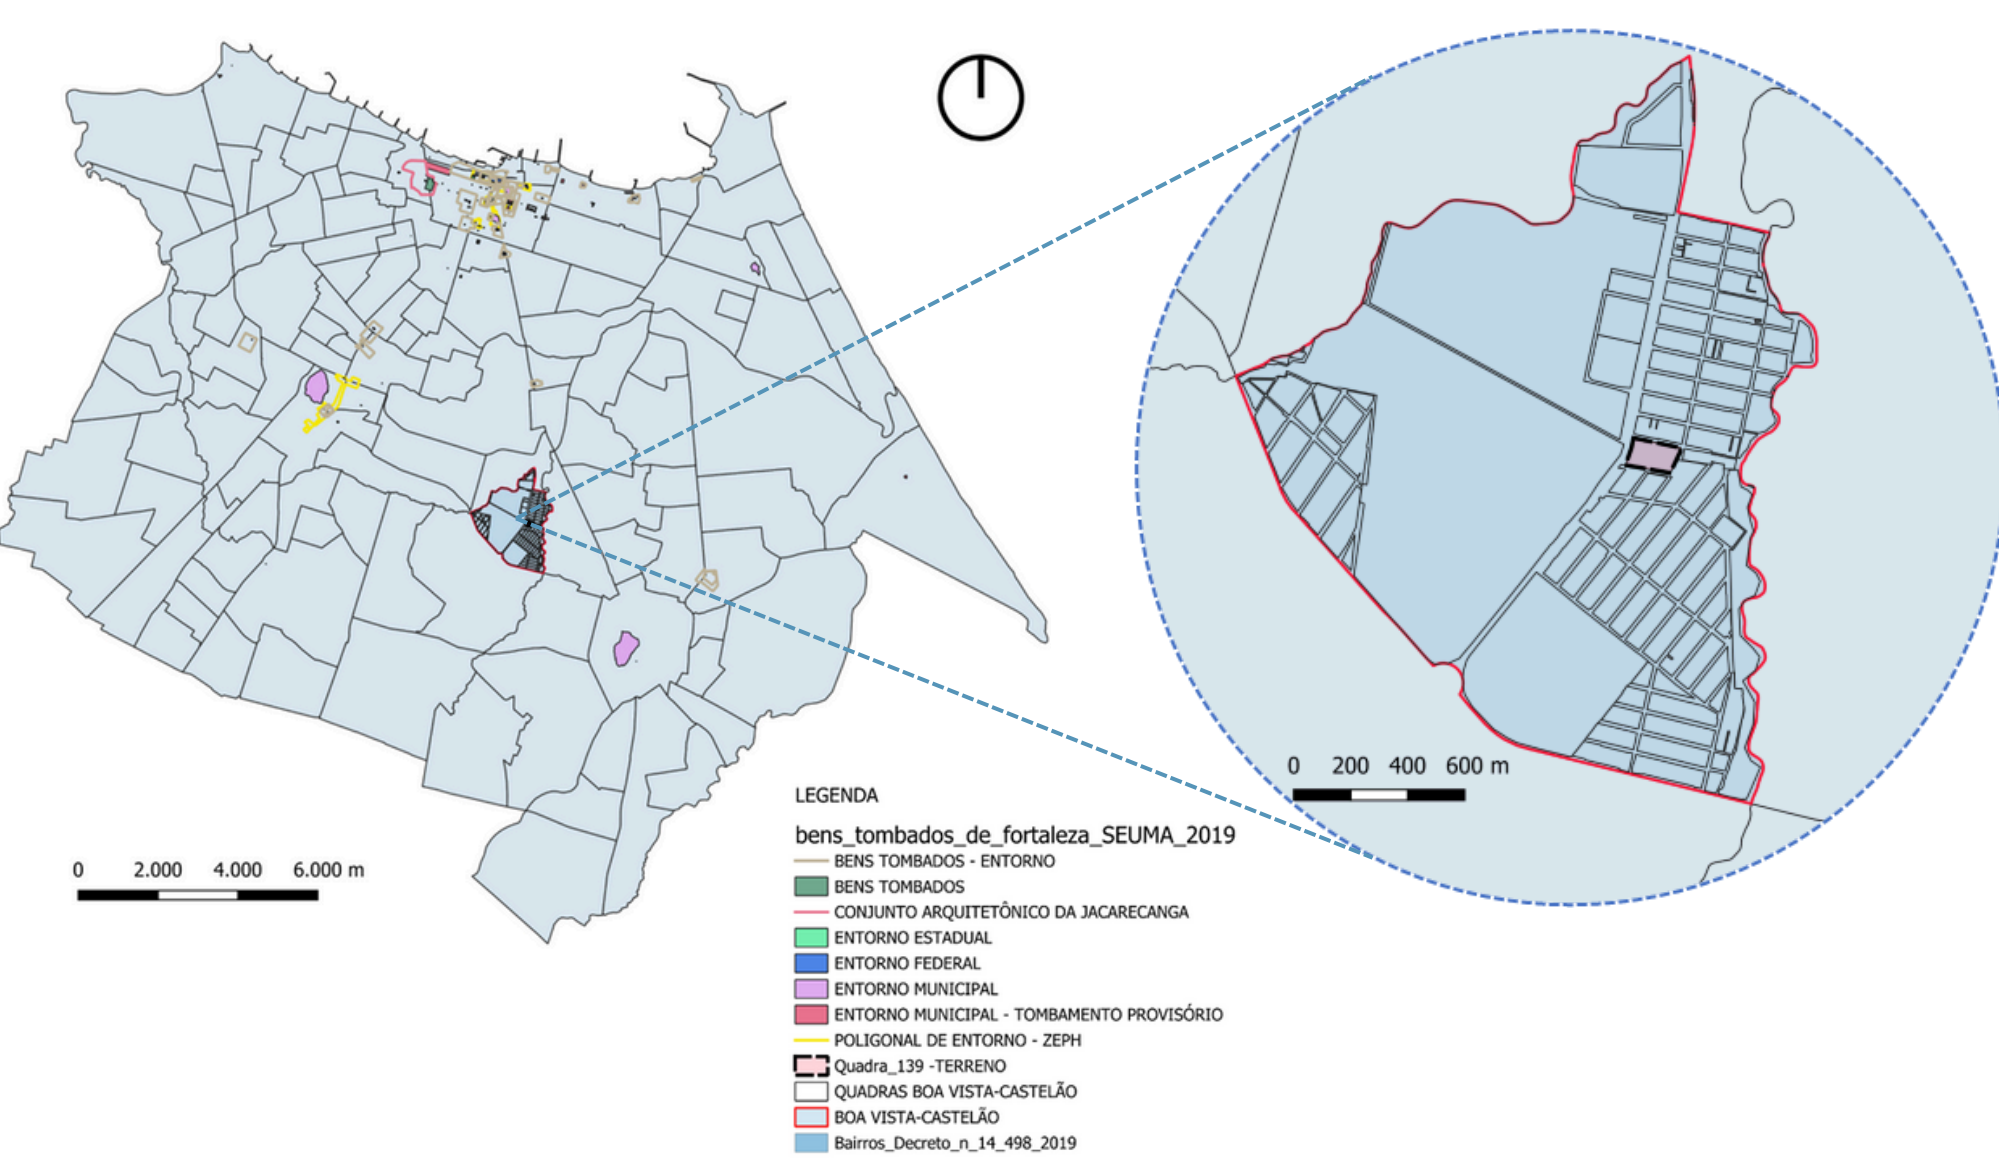 0 200 400 600 m
LEGENDA
bens_tombados_de_fortaleza_SEUMA_2019
BENS TOMBADOS - ENTORNO
BENS TOMBADOS
CONJUNTO ARQUITETÔNICO DA JACARECANGA
ENTORNO ESTADUAL
ENTORNO FEDERAL
ENTORNO MUNICIPAL
ENTORNO MUNICIPAL - TOMBAMENTO PROVISÓRIO
POLIGONAL DE ENTORNO - ZEPH
Quadra_139 -TERRENO
QUADRAS BOA VISTA-CASTELÃO
BOA VISTA-CASTELÃO
Bairros_Decreto_n_14_498_2019
0 2.000 4.000 6.000 m